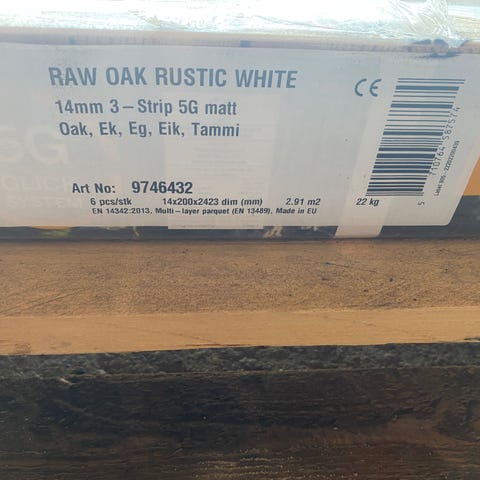 RAW OAK RUSTIC WHITE
14mm 3-Strip 5G matt
Oak, Ek, Eg, Eik, Tammi
Art No: 9746432
6 pcs/stk 14x200x2423 dim (mm) 2.91 m2 22 kg
EN 14342:2013, Multi-layer parquet (EN 13489), Made in EU
CE
5G